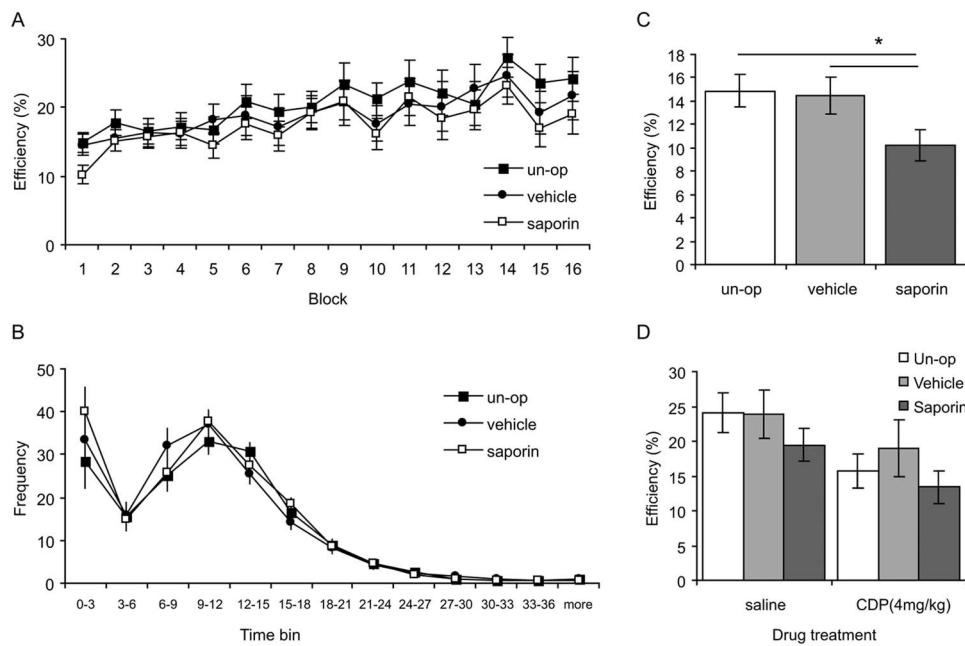 A
30
20
10
0
Efficiency (%)
un-op
vehicle
saporin
1 2 3 4 5 6 7 8 9 10 11 12 13 14 15 16
Block
B
50
40
30
20
10
0
Frequency
un-op
vehicle
saporin
0-3 3-6 6-9 9-12 12-15 15-18 18-21 21-24 24-27 27-30 30-33 33-36 more
Time bin
C
18
16
14
12
10
8
6
4
2
0
Efficiency (%)
*
un-op vehicle saporin
D
Un-op
Vehicle
Saporin
30
25
20
15
10
5
0
Efficiency (%)
saline CDP(4mg/kg)
Drug treatment